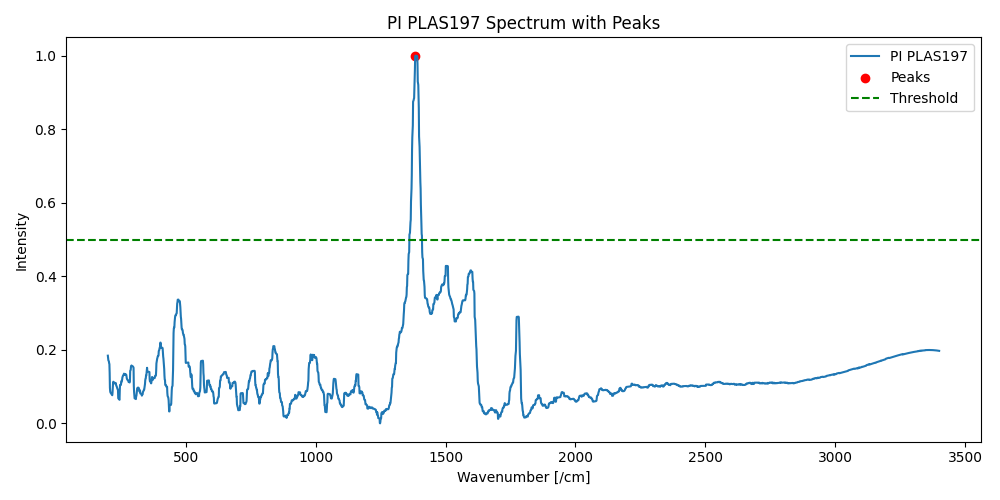 PI PLAS197 Spectrum with Peaks
PI PLAS197
Peaks
Threshold
Intensity
1.0
0.8
0.6
0.4
0.2
0.0
500 1000 1500 2000 2500 3000 3500
Wavenumber [/cm]